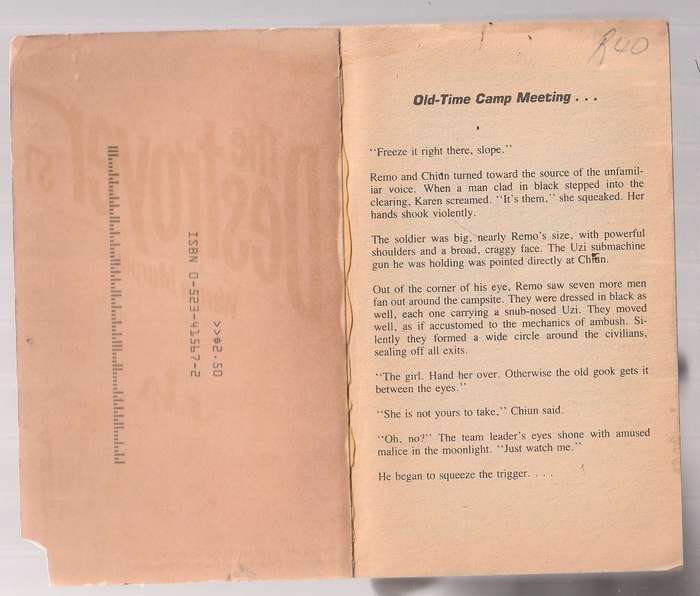 R40
ISBN 0-523-41567-2
>>$2.50
Old-Time Camp Meeting . . .
“Freeze it right there, slope.”
Remo and Chiun turned toward the source of the unfamil-
iar voice. When a man clad in black stepped into the
clearing, Karen screamed. “It’s them,” she squeaked. Her
hands shook violently.
The soldier was big, nearly Remo’s size, with powerful
shoulders and a broad, craggy face. The Uzi submachine
gun he was holding was pointed directly at Chiun.
Out of the corner of his eye, Remo saw seven more men
fan out around the campsite. They were dressed in black as
well, each one carrying a snub-nosed Uzi. They moved
well, as if accustomed to the mechanics of ambush. Si-
lently they formed a wide circle around the civilians,
sealing off all exits.
“The girl. Hand her over. Otherwise the old gook gets it
between the eyes.”
“She is not yours to take,” Chiun said.
“Oh, no?” The team leader’s eyes shone with amused
malice in the moonlight. “Just watch me.”
He began to squeeze the trigger. . . .